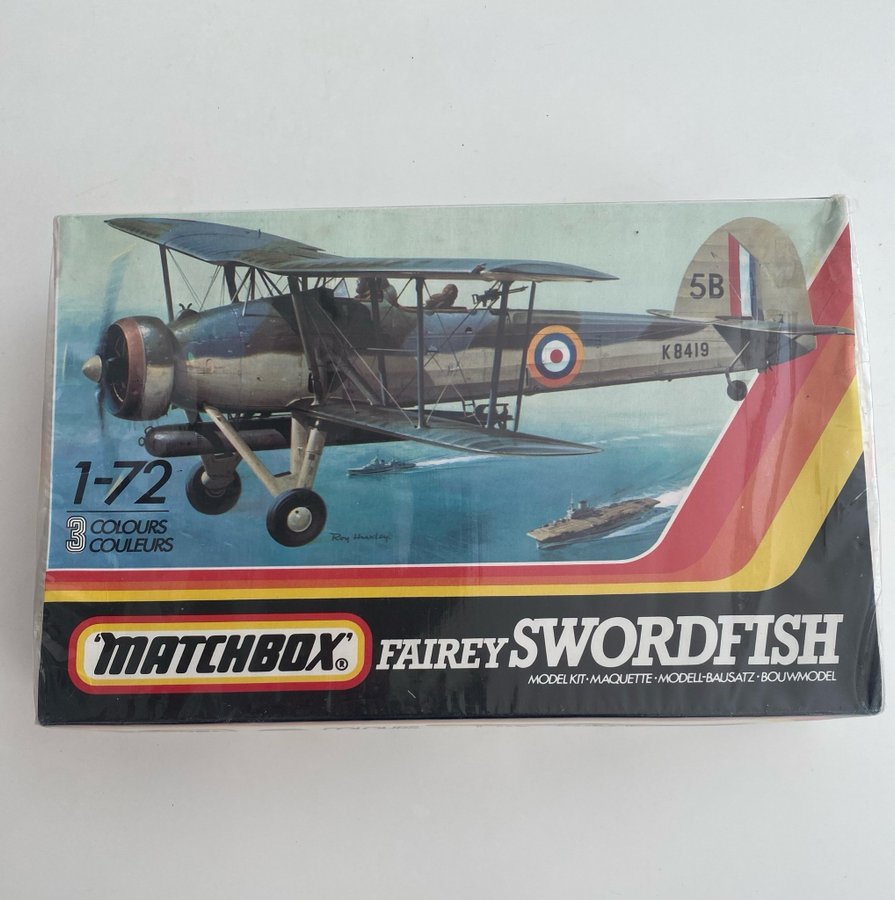 5B
K8419
1-72
3 COLOURS
COULEURS
Roy Huxley.
'MATCHBOX'®
FAIREY SWORDFISH
MODEL KIT·MAQUETTE·MODELL-BAUSATZ·BOUWMODEL